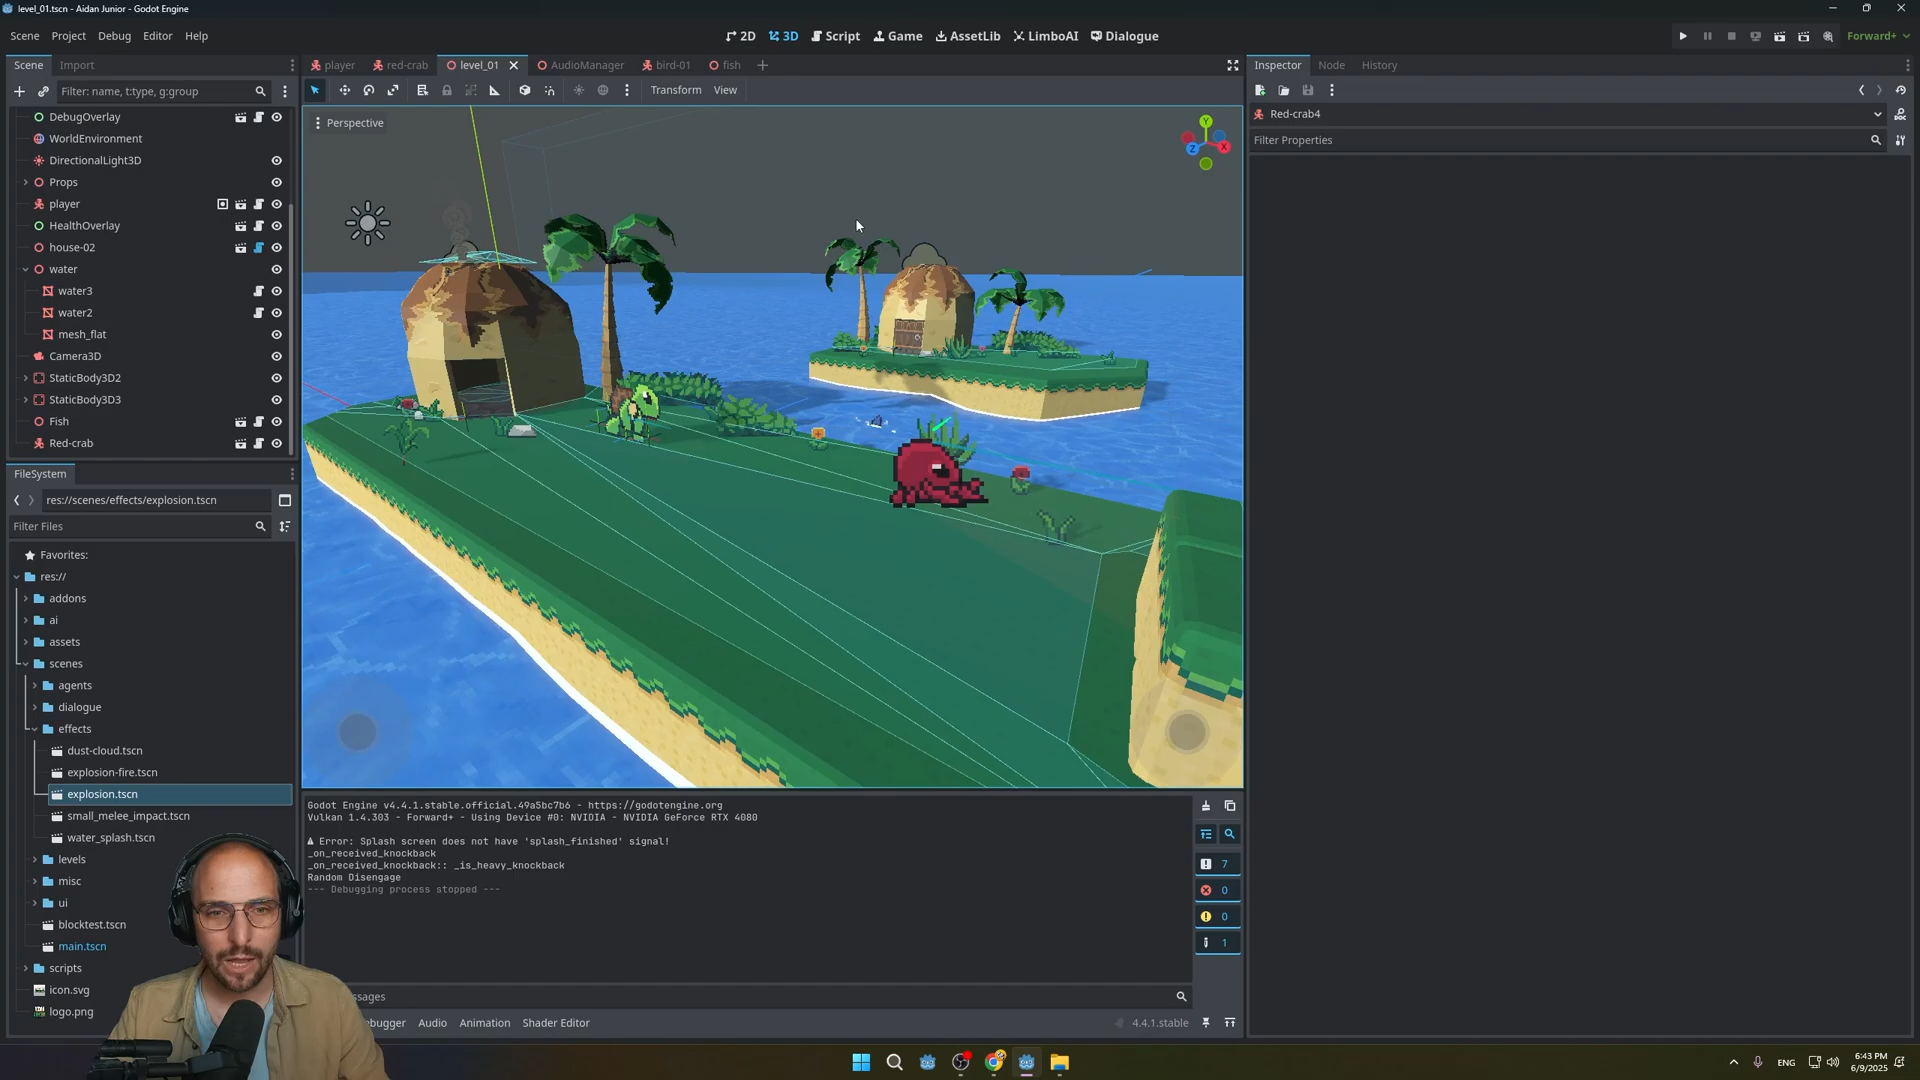 level_01.tscn - Aidan Junior - Godot Engine
Scene Project Debug Editor Help
2D 3D Script Game AssetLib LimboAI Dialogue
Forward+
Scene Import
player red-crab level_01 AudioManager bird-01 fish
Inspector Node History
Filter: name, t:type, g:group
Transform View
Red-crab4
Filter Properties
Perspective
Y
X
Z
DebugOverlay
WorldEnvironment
DirectionalLight3D
Props
player
HealthOverlay
house-02
water
water3
water2
mesh_flat
Camera3D
StaticBody3D2
StaticBody3D3
Fish
Red-crab
FileSystem
res://scenes/effects/explosion.tscn
Filter Files
Favorites:
res://
addons
ai
assets
scenes
agents
dialogue
effects
dust-cloud.tscn
explosion-fire.tscn
explosion.tscn
small_melee_impact.tscn
water_splash.tscn
levels
misc
ui
blocktest.tscn
main.tscn
scripts
icon.svg
logo.png
Godot Engine v4.4.1.stable.official.49a5bc7b6 - https://godotengine.org
Vulkan 1.4.303 - Forward+ - Using Device #0: NVIDIA - NVIDIA GeForce RTX 4080
Error: Splash screen does not have 'splash_finished' signal!
_on_received_knockback
_on_received_knockback:: _is_heavy_knockback
Random Disengage
--- Debugging process stopped ---
7
0
0
1
ssages
bugger Audio Animation Shader Editor
4.4.1.stable
ENG
6:43 PM
6/9/2025